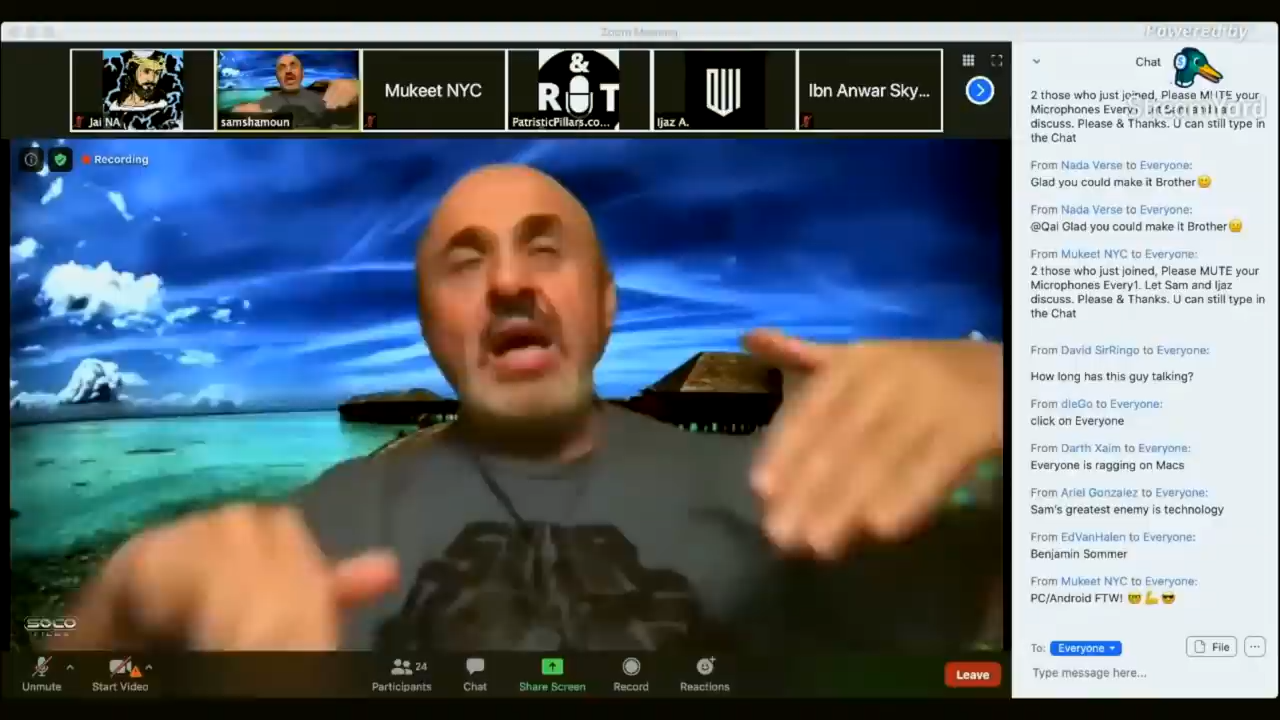 Zoom Meeting
Powered by
StreamYard
Jai NA
samshamoun
Mukeet NYC
&
R T
PatristicPillars.co...
Ijaz A.
Ibn Anwar Sky...
Recording
SOCO
FILMS
Unmute
Start Video
24
Participants
Chat
Share Screen
Record
Reactions
Leave
Chat
2 those who just joined, Please MUTE your
Microphones Every1. Let Sam and Ijaz
discuss. Please & Thanks. U can still type in
the Chat
From Nada Verse to Everyone:
Glad you could make it Brother😊
From Nada Verse to Everyone:
@Qai Glad you could make it Brother😐
From Mukeet NYC to Everyone:
2 those who just joined, Please MUTE your
Microphones Every1. Let Sam and Ijaz
discuss. Please & Thanks. U can still type in
the Chat
From David SirRingo to Everyone:
How long has this guy talking?
From dIeGo to Everyone:
click on Everyone
From Darth Xaim to Everyone:
Everyone is ragging on Macs
From Ariel Gonzalez to Everyone:
Sam's greatest enemy is technology
From EdVanHalen to Everyone:
Benjamin Sommer
From Mukeet NYC to Everyone:
PC/Android FTW! 🤓💪😎
To: Everyone
File
Type message here...